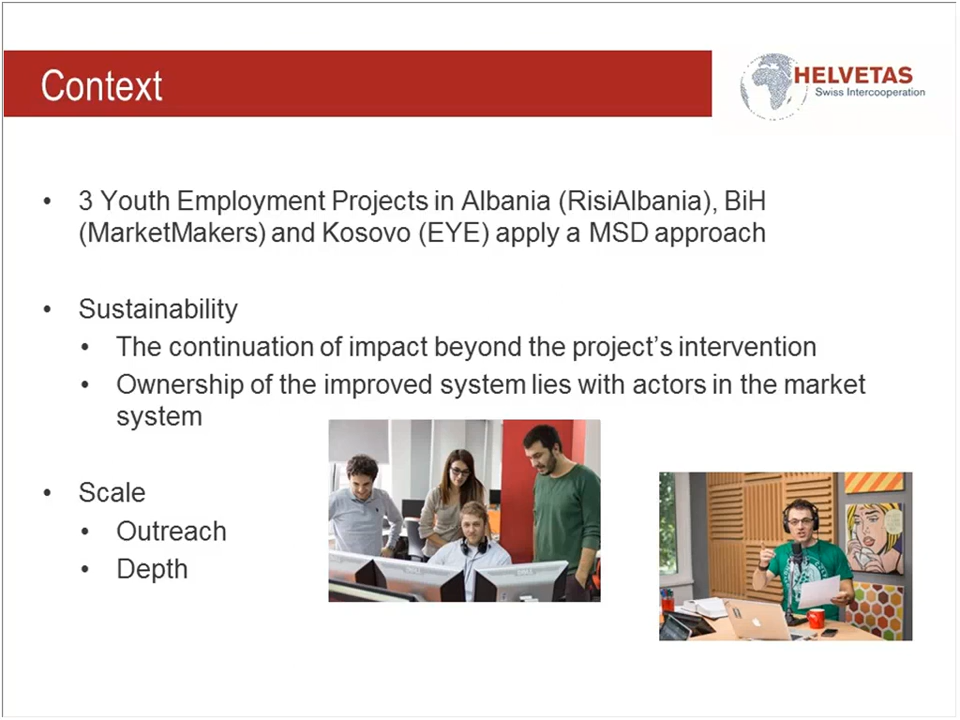 Context
HELVETAS
Swiss Intercooperation
• 3 Youth Employment Projects in Albania (RisiAlbania), BiH
(MarketMakers) and Kosovo (EYE) apply a MSD approach
• Sustainability
• The continuation of impact beyond the project's intervention
• Ownership of the improved system lies with actors in the market
system
• Scale
• Outreach
• Depth